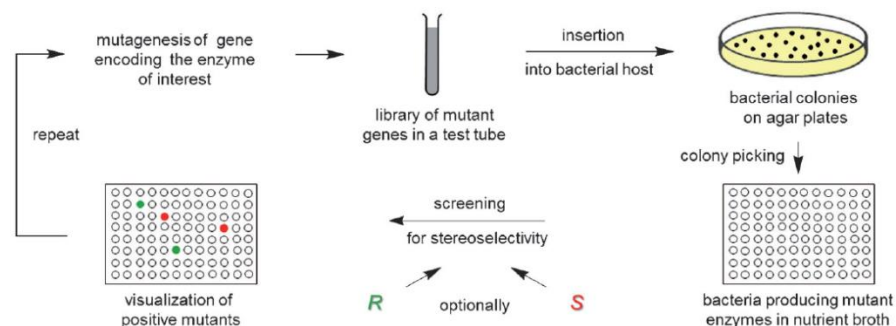 mutagenesis of gene
encoding the enzyme
of interest
library of mutant
genes in a test tube
insertion
into bacterial host
bacterial colonies
on agar plates
colony picking
bacteria producing mutant
enzymes in nutrient broth
screening
for stereoselectivity
R optionally S
visualization of
positive mutants
repeat